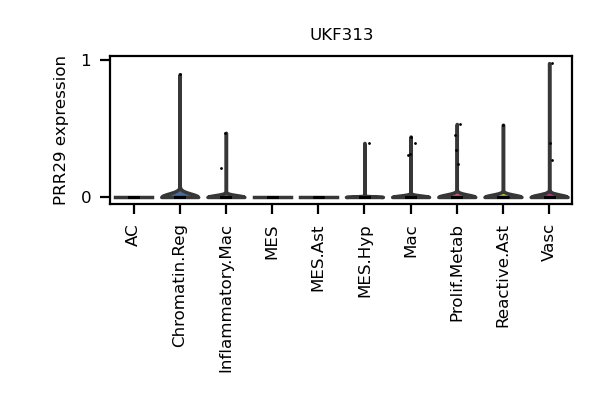 UKF313
PRR29 expression
1
0
AC
Chromatin.Reg
Inflammatory.Mac
MES
MES.Ast
MES.Hyp
Mac
Prolif.Metab
Reactive.Ast
Vasc